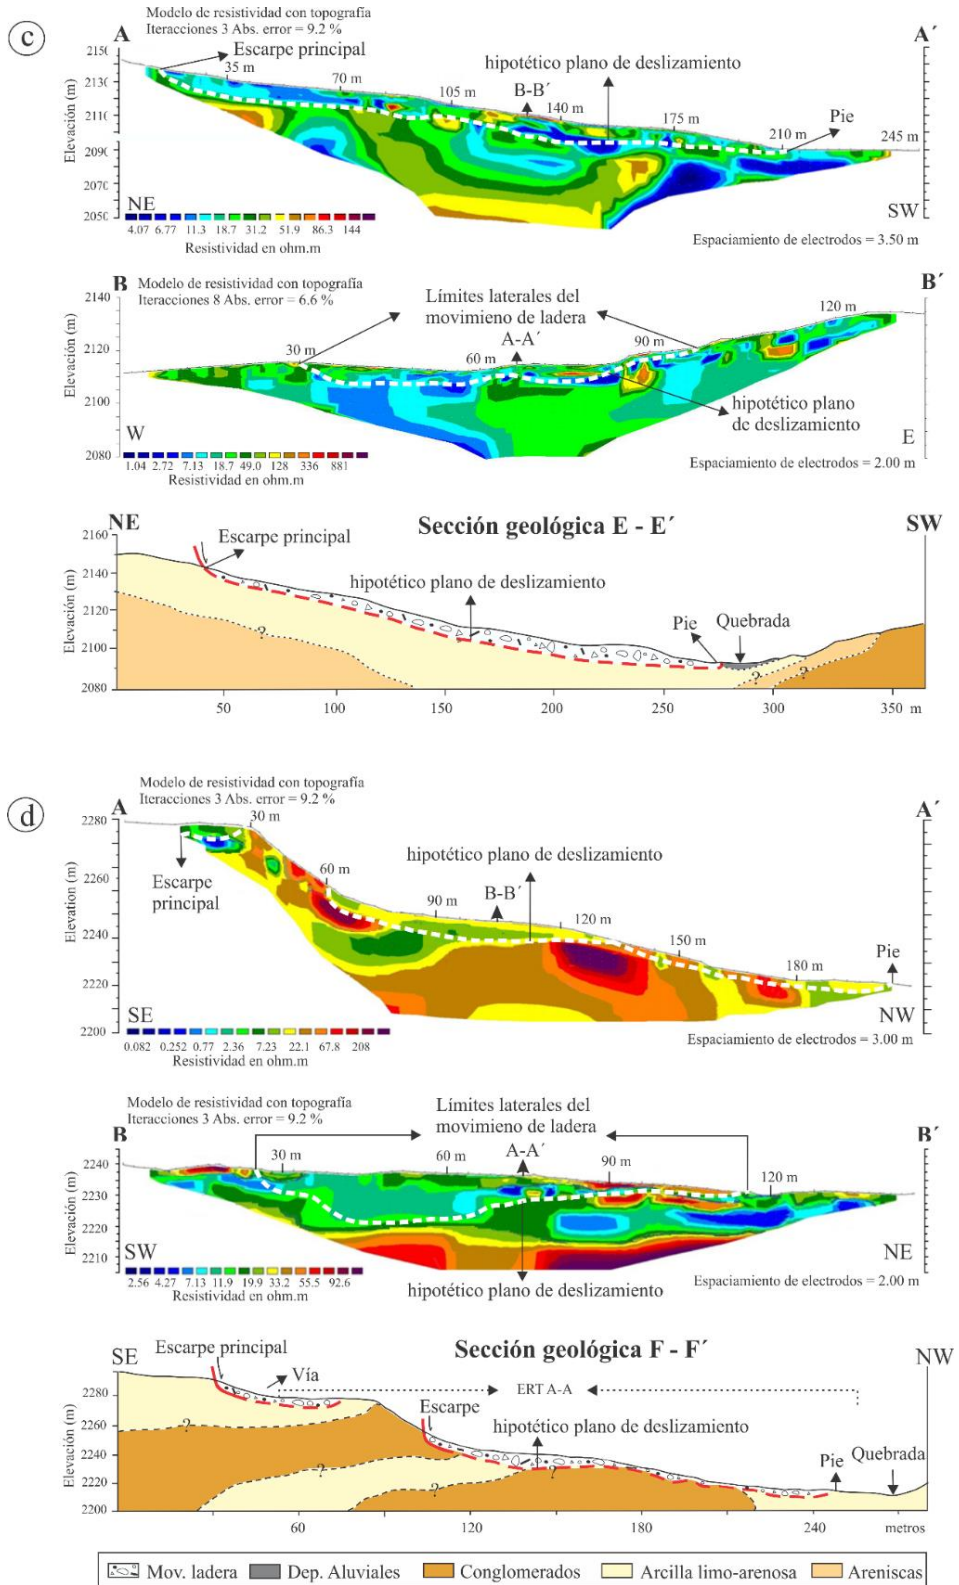 c
Modelo de resistividad con topografía
A Iteracciones 3 Abs. error = 9.2 % A´
Escarpe principal
hipotético plano de deslizamiento
B-B´
Pie
35 m 70 m 105 m 140 m 175 m 210 m 245 m
Elevación (m)
2150
2130
2110
2090
2070
2050
NE SW
4.07 6.77 11.3 18.7 31.2 51.9 86.3 144
Resistividad en ohm.m
Espaciamiento de electrodos = 3.50 m
B Modelo de resistividad con topografía B´
Iteracciones 8 Abs. error = 6.6 %
Límites laterales del
movimieno de ladera
A-A´
30 m 60 m 90 m 120 m
hipotético plano
de deslizamiento
Elevación (m)
2140
2120
2100
2080
W E
1.04 2.72 7.13 18.7 49.0 128 336 881
Resistividad en ohm.m
Espaciamiento de electrodos = 2.00 m
NE Sección geológica E - E´ SW
Escarpe principal
hipotético plano de deslizamiento
Pie Quebrada
Elevación (m)
2160
2140
2120
2100
2080
? ? ?
50 100 150 200 250 300 350 m
d
Modelo de resistividad con topografía
A Iteracciones 3 Abs. error = 9.2 % A´
30 m 60 m 90 m 120 m 150 m 180 m
hipotético plano de deslizamiento
B-B´
Escarpe
principal
Pie
Elevation (m)
2280
2260
2240
2220
2200
SE NW
0.082 0.252 0.77 2.36 7.23 22.1 67.8 208
Resistividad en ohm.m
Espaciamiento de electrodos = 3.00 m
Modelo de resistividad con topografía
Iteracciones 3 Abs. error = 9.2 %
B B´
Límites laterales del
movimieno de ladera
A-A´
30 m 60 m 90 m 120 m
Elevación (m)
2240
2230
2220
2210
SW NE
2.56 4.27 7.13 11.9 19.9 33.2 55.5 92.6
Resistividad en ohm.m
hipotético plano de deslizamiento
Espaciamiento de electrodos = 2.00 m
SE Sección geológica F - F´ NW
Escarpe principal
Vía
ERT A-A
Escarpe
hipotético plano de deslizamiento
Pie Quebrada
Elevación (m)
2280
2260
2240
2220
2200
? ? ? ?
60 120 180 240 metros
Mov. ladera Dep. Aluviales Conglomerados Arcilla limo-arenosa Areniscas